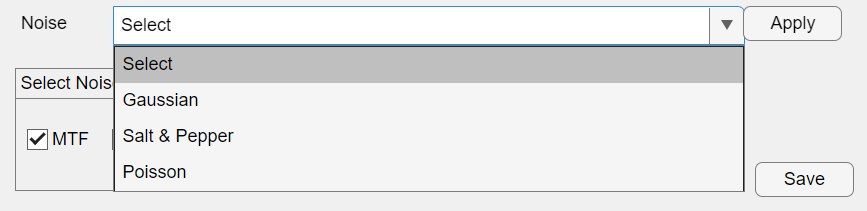 Noise Select Apply
Select
Select Nois
Gaussian
MTF Salt & Pepper
Poisson
Save